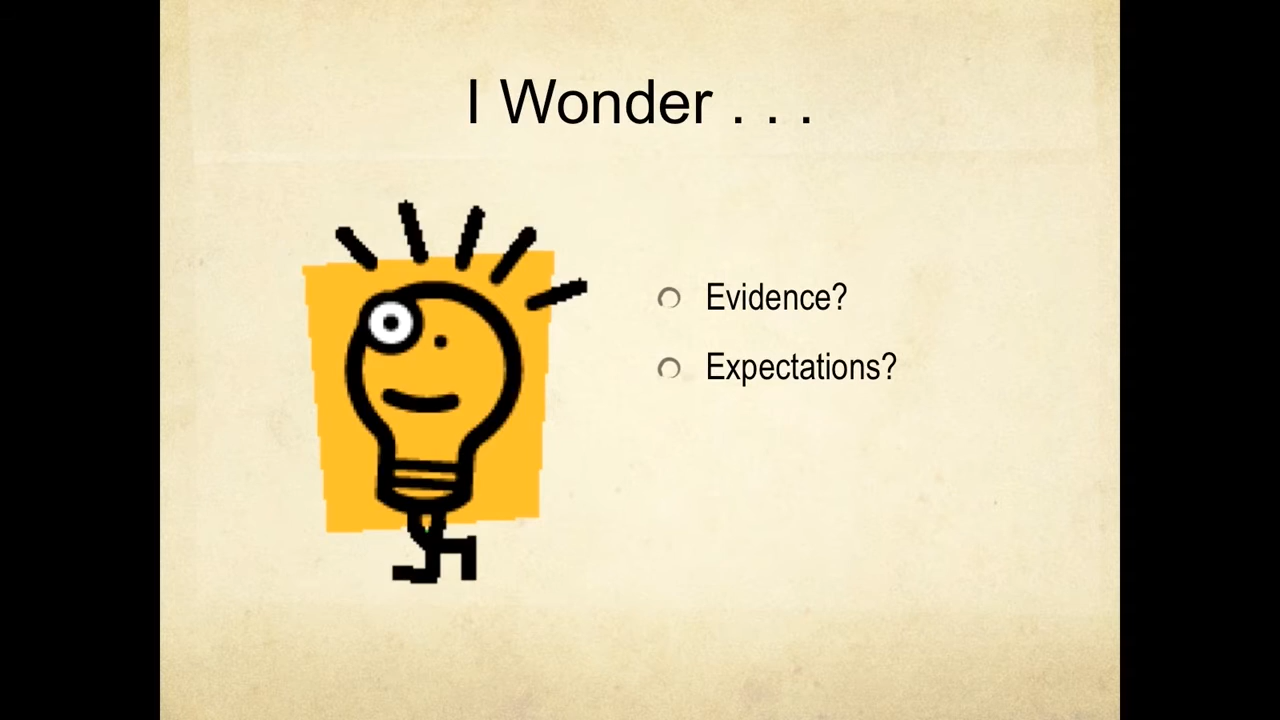 I Wonder . . .
Evidence?
Expectations?